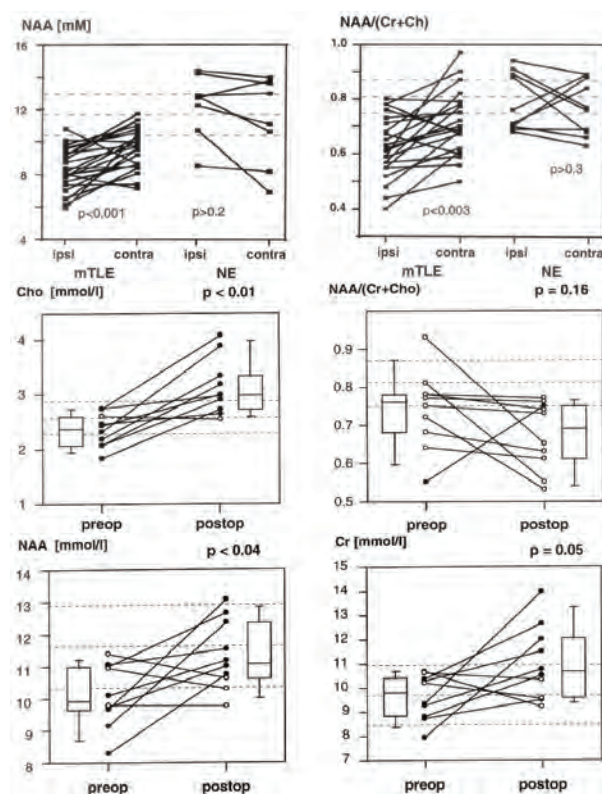 NAA [mM]
NAA/(Cr+Ch)
16
12
8
4
p<0.001
p>0.2
ipsi contra ipsi contra
mTLE NE
1.0
0.8
0.6
0.4
p<0.003
p>0.3
ipsi contra ipsi contra
mTLE NE
Cho [mmol/l] p < 0.01
4
3
2
1
preop postop
NAA/(Cr+Cho) p = 0.16
0.9
0.8
0.7
0.6
0.5
preop postop
NAA [mmol/l] p < 0.04
14
13
12
11
10
9
8
preop postop
Cr [mmol/l] p = 0.05
15
14
13
12
11
10
9
8
7
preop postop